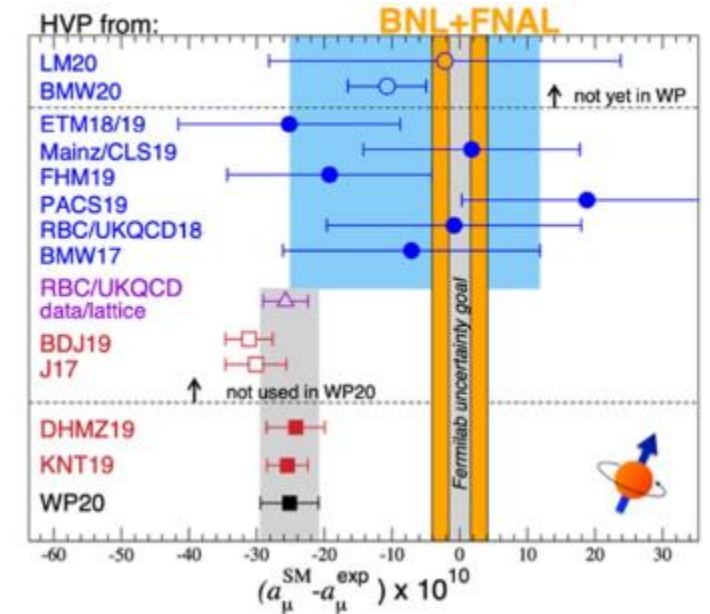 HVP from:
BNL+FNAL
LM20
BMW20
not yet in WP
ETM18/19
Mainz/CLS19
FHM19
PACS19
RBC/UKQCD18
BMW17
RBC/UKQCD
data/lattice
BDJ19
J17
not used in WP20
Fermilab uncertainty goal
DHMZ19
KNT19
WP20
-60 -50 -40 -30 -20 -10 0 10 20 30
(a_μ^SM - a_μ^exp) x 10^10